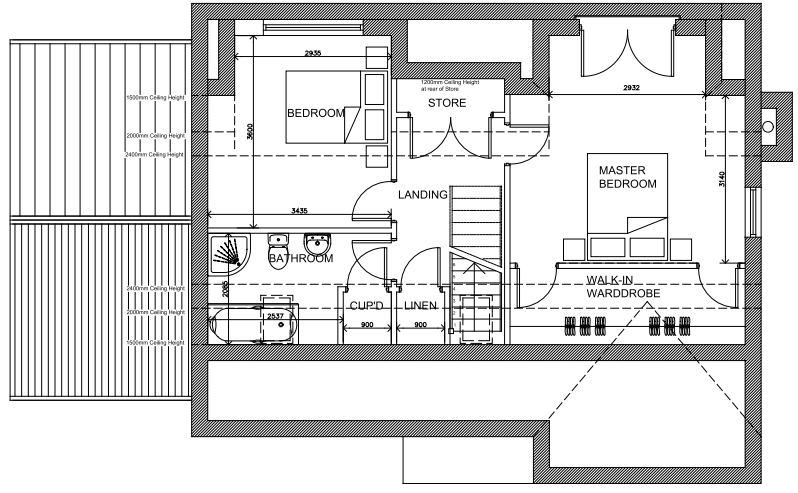 2935
1200mm Ceiling Height
at rear of Store
STORE
2932
1500mm Ceiling Height
BEDROOM
3600
2000mm Ceiling Height
2400mm Ceiling Height
MASTER
BEDROOM
3140
LANDING
3435
BATHROOM
2085
WALK-IN
WARDDROBE
2400mm Ceiling Height
2000mm Ceiling Height
CUP'D
LINEN
2537
900
900
1500mm Ceiling Height